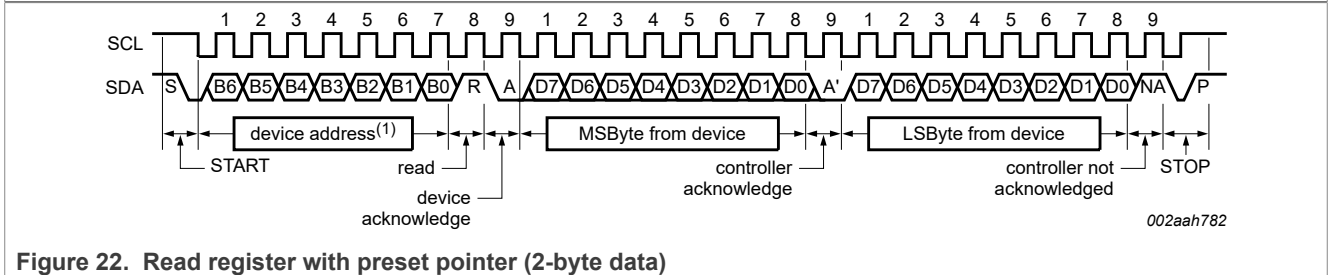 1 2 3 4 5 6 7 8 9 1 2 3 4 5 6 7 8 9 1 2 3 4 5 6 7 8 9
SCL
SDA S B6 B5 B4 B3 B2 B1 B0 R A D7 D6 D5 D4 D3 D2 D1 D0 A' D7 D6 D5 D4 D3 D2 D1 D0 NA P
device address(1) MSByte from device LSByte from device
START read controller controller not STOP
device acknowledge acknowledged
acknowledge
002aah782
Figure 22. Read register with preset pointer (2-byte data)